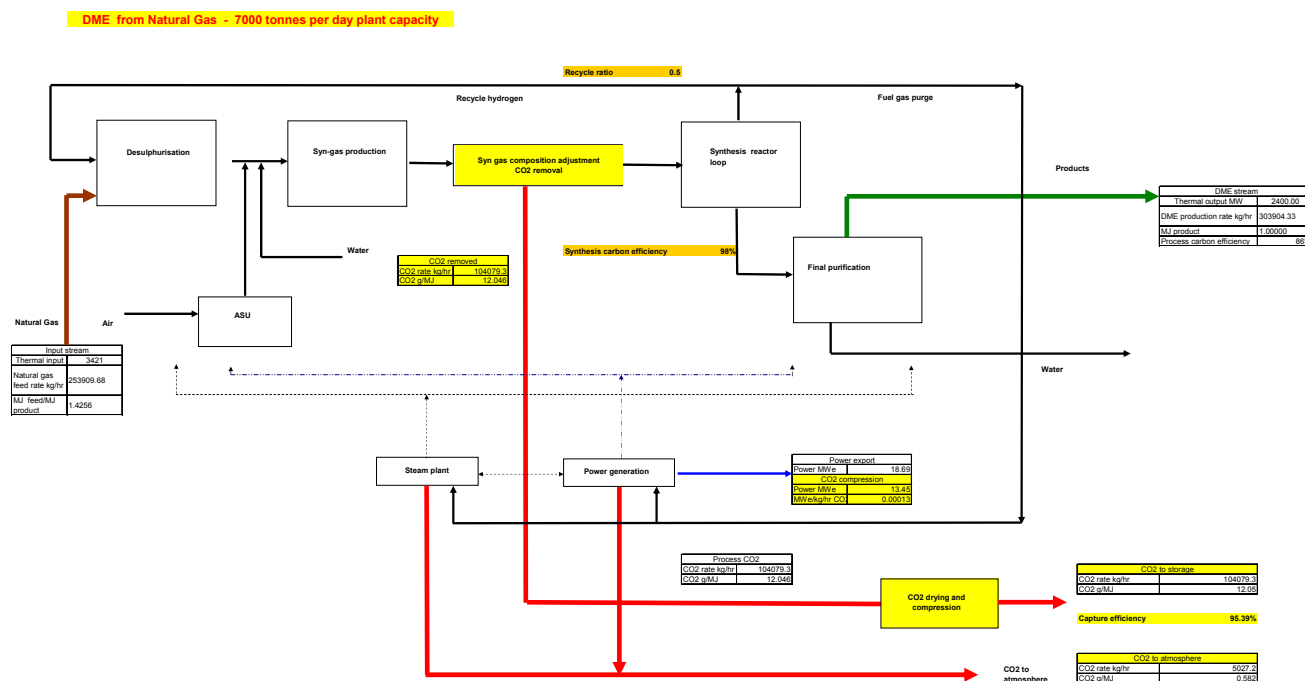 DME from Natural Gas - 7000 tonnes per day plant capacity
Recycle ratio 0.5
Recycle hydrogen
Fuel gas purge
Desulphurisation
Syn-gas production
Syn gas composition adjustment
CO2 removal
Synthesis reactor
loop
Products
DME stream
Thermal output MW 2400.00
DME production rate kg/hr 303904.33
MJ product 1.00000
Process carbon efficiency 86%
Water
Synthesis carbon efficiency 98%
CO2 removed
CO2 rate kg/hr 104079.3
CO2 g/MJ 12.046
Final purification
Natural Gas
Air
ASU
Input stream
Thermal input 3421
Natural gas
feed rate kg/hr 253909.68
MJ feed/MJ
product 1.4256
Water
Steam plant
Power generation
Power export
Power MWe 18.69
CO2 compression
Power MWe 13.45
MWe/kg/hr CO2 0.00013
Process CO2
CO2 rate kg/hr 104079.3
CO2 g/MJ 12.046
CO2 drying and
compression
CO2 to storage
CO2 rate kg/hr 104079.3
CO2 g/MJ 12.05
Capture efficiency 95.39%
CO2 to
atmosphere
CO2 to atmosphere
CO2 rate kg/hr 5027.2
CO2 g/MJ 0.582